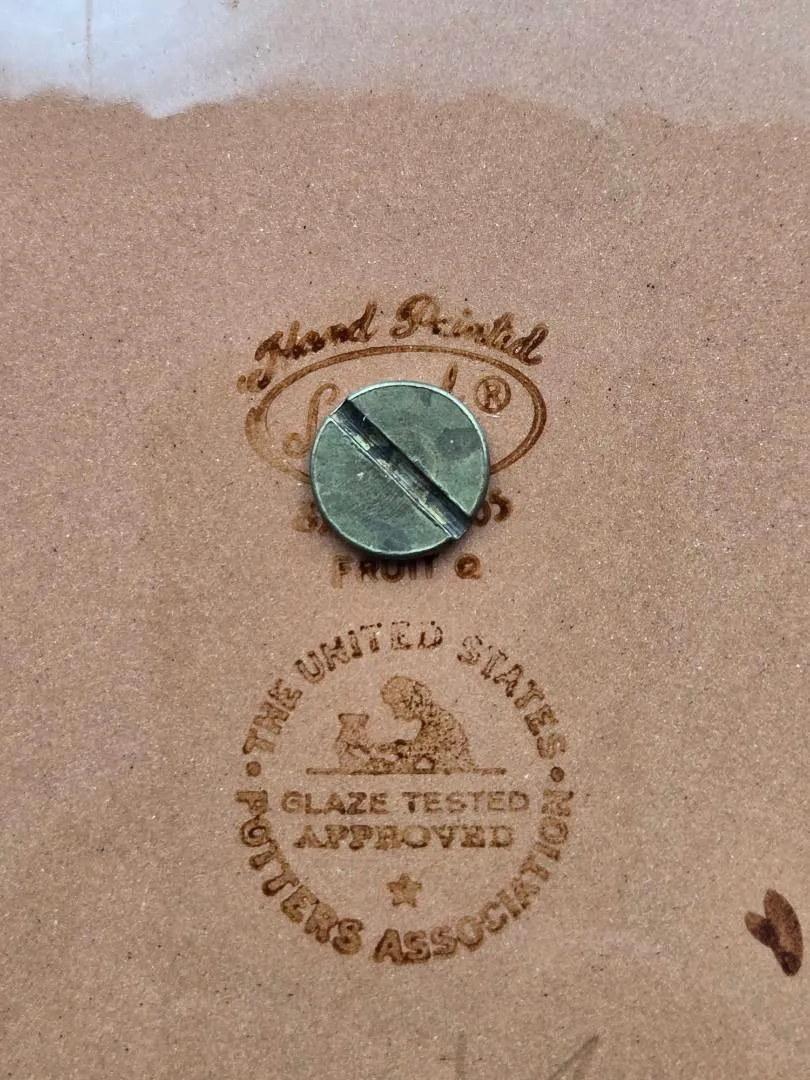 Hand Painted
®
FRUIT
THE UNITED STATES
GLAZE TESTED
APPROVED
POTTERS ASSOCIATION